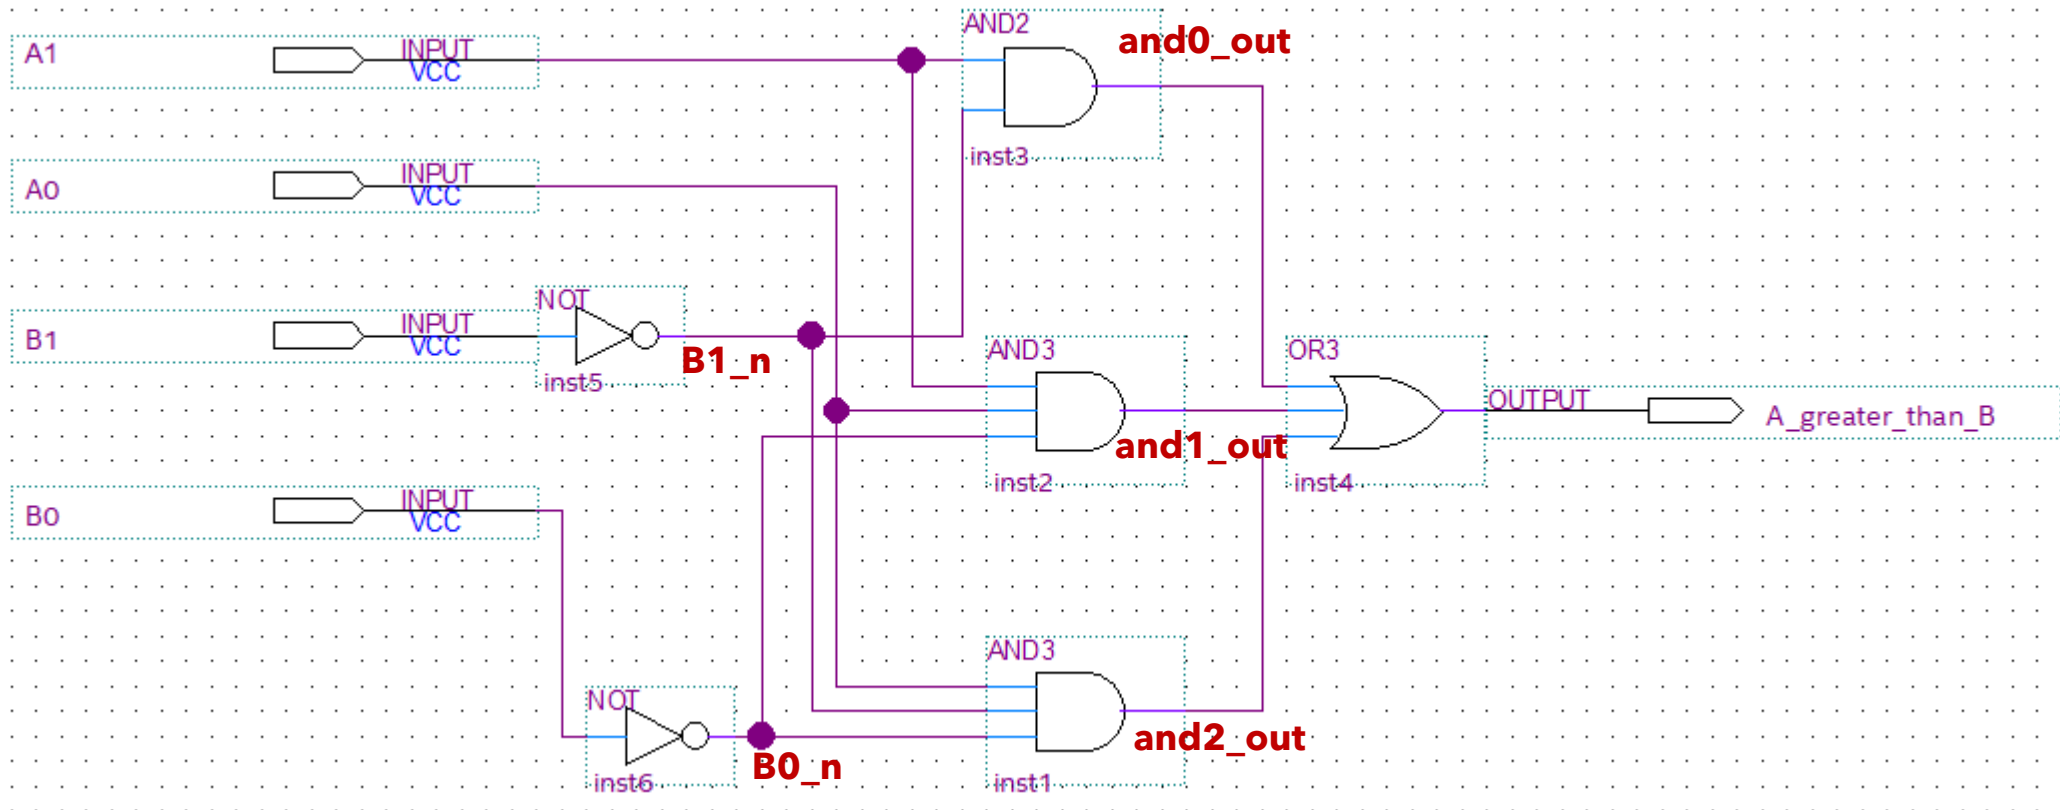 AND2
and0_out
A1
INPUT
VCC
inst3
A0
INPUT
VCC
NOT
B1
INPUT
VCC
B1_n
inst5
AND3
OR3
OUTPUT
A_greater_than_B
and1_out
inst2
inst4
B0
INPUT
VCC
AND3
NOT
and2_out
B0_n
inst6
inst1